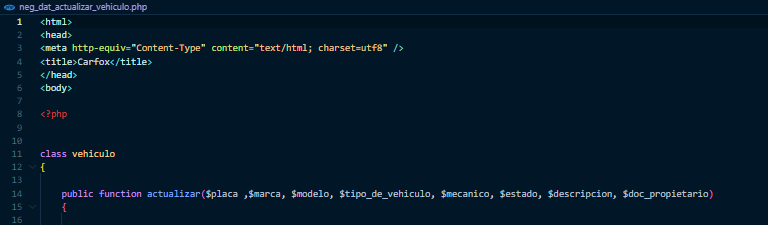 neg_dat_actualizar_vehiculo.php
1 <html>
2 <head>
3 <meta http-equiv="Content-Type" content="text/html; charset=utf8" />
4 <title>Carfox</title>
5 </head>
6 <body>
7
8 <?php
9
10
11 class vehiculo
12 {
13
14 public function actualizar($placa ,$marca, $modelo, $tipo_de_vehiculo, $mecanico, $estado, $descripcion, $doc_propietario)
15 {
16